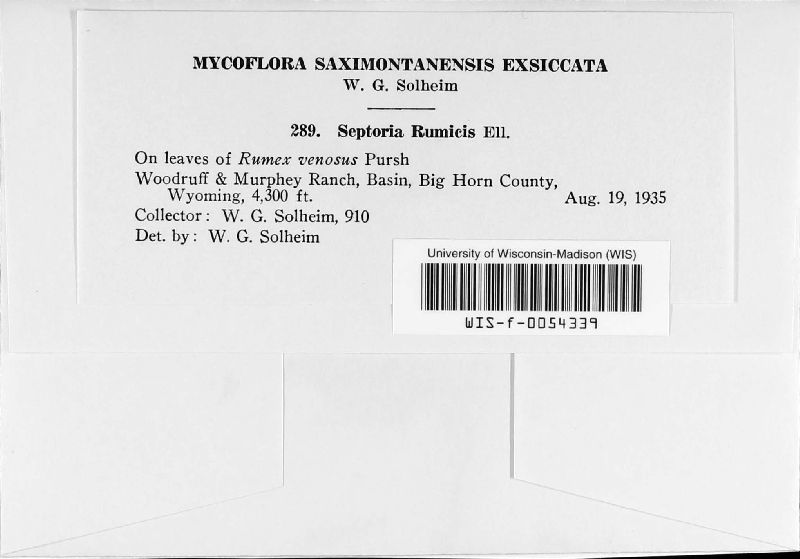 MYCOFLORA SAXIMONTANENSIS EXSICCATA
W. G. Solheim
289. Septoria Rumicis Ell.
On leaves of Rumex venosus Pursh
Woodruff & Murphey Ranch, Basin, Big Horn County,
Wyoming, 4,300 ft. Aug. 19, 1935
Collector: W. G. Solheim, 910
Det. by: W. G. Solheim
University of Wisconsin-Madison (WIS)
WIS-f-0054339